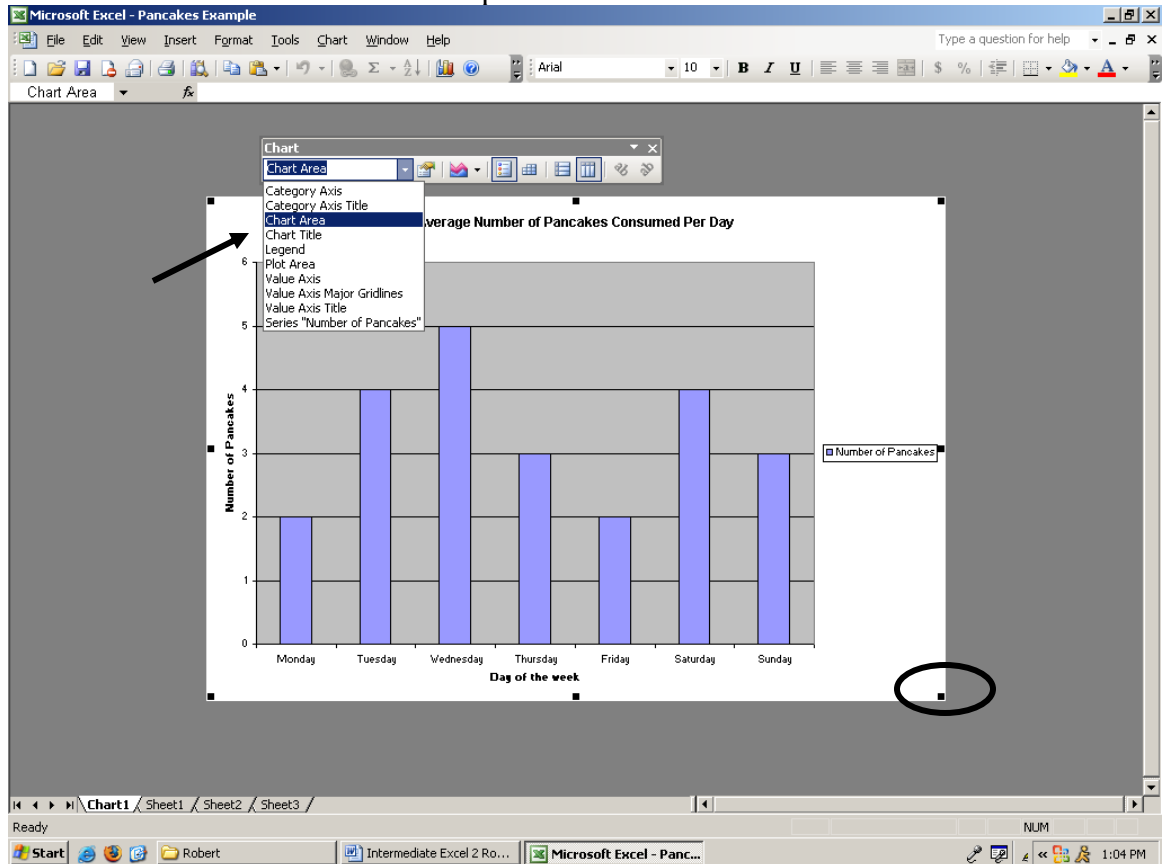 Microsoft Excel - Pancakes Example
File Edit View Insert Format Tools Chart Window Help Type a question for help
Arial 10 B I U $ %
Chart Area fx
Chart
Chart Area
Category Axis
Category Axis Title
Chart Area
Chart Title
Legend
Plot Area
Value Axis
Value Axis Major Gridlines
Value Axis Title
Series "Number of Pancakes"
verage Number of Pancakes Consumed Per Day
6
5
4
3
2
1
0
Number of Pancakes
Number of Pancakes
Monday Tuesday Wednesday Thursday Friday Saturday Sunday
Day of the week
Chart1 Sheet1 Sheet2 Sheet3
Ready NUM
Start Robert Intermediate Excel 2 Ro... Microsoft Excel - Panc... 1:04 PM